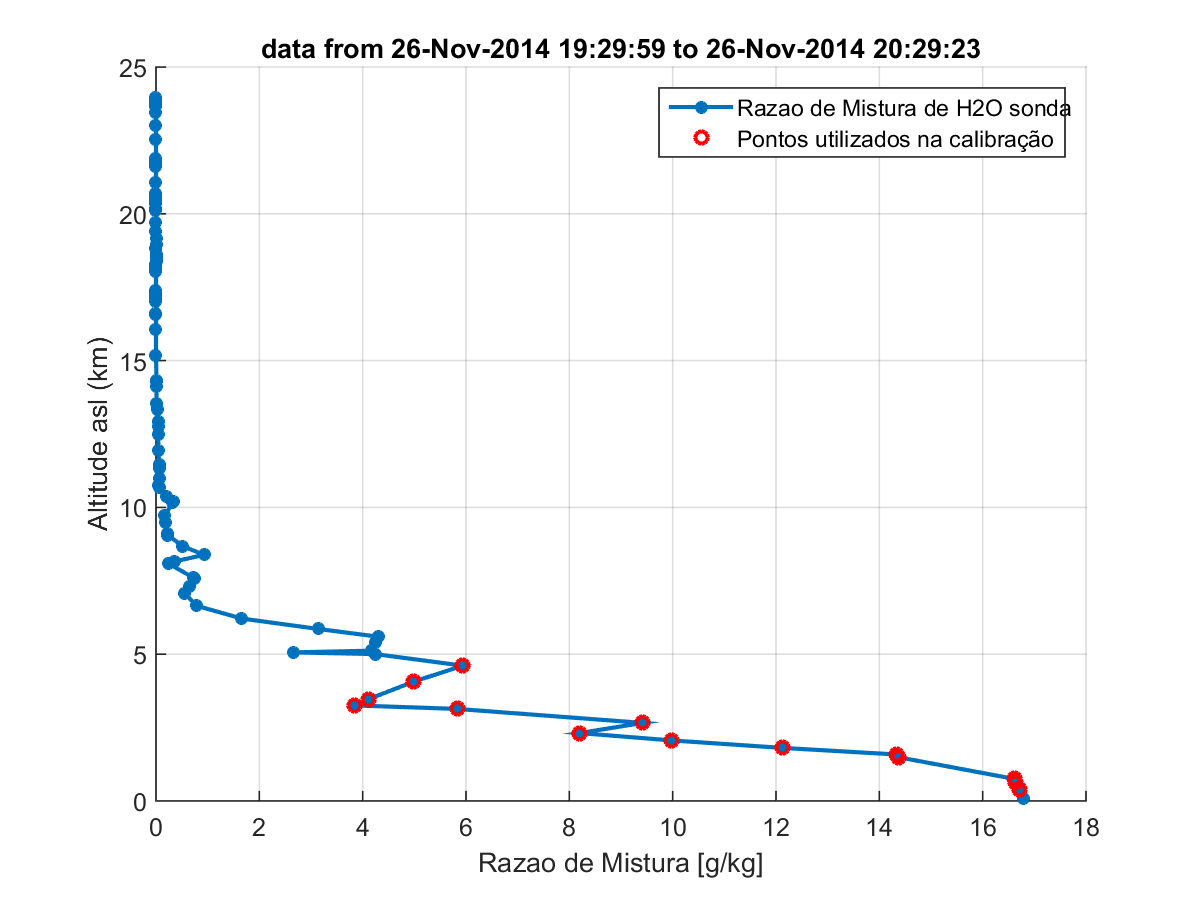 data from 26-Nov-2014 19:29:59 to 26-Nov-2014 20:29:23
25
Razao de Mistura de H2O sonda
Pontos utilizados na calibração
20
15
10
5
0
Altitude asl (km)
0 2 4 6 8 10 12 14 16 18
Razao de Mistura [g/kg]